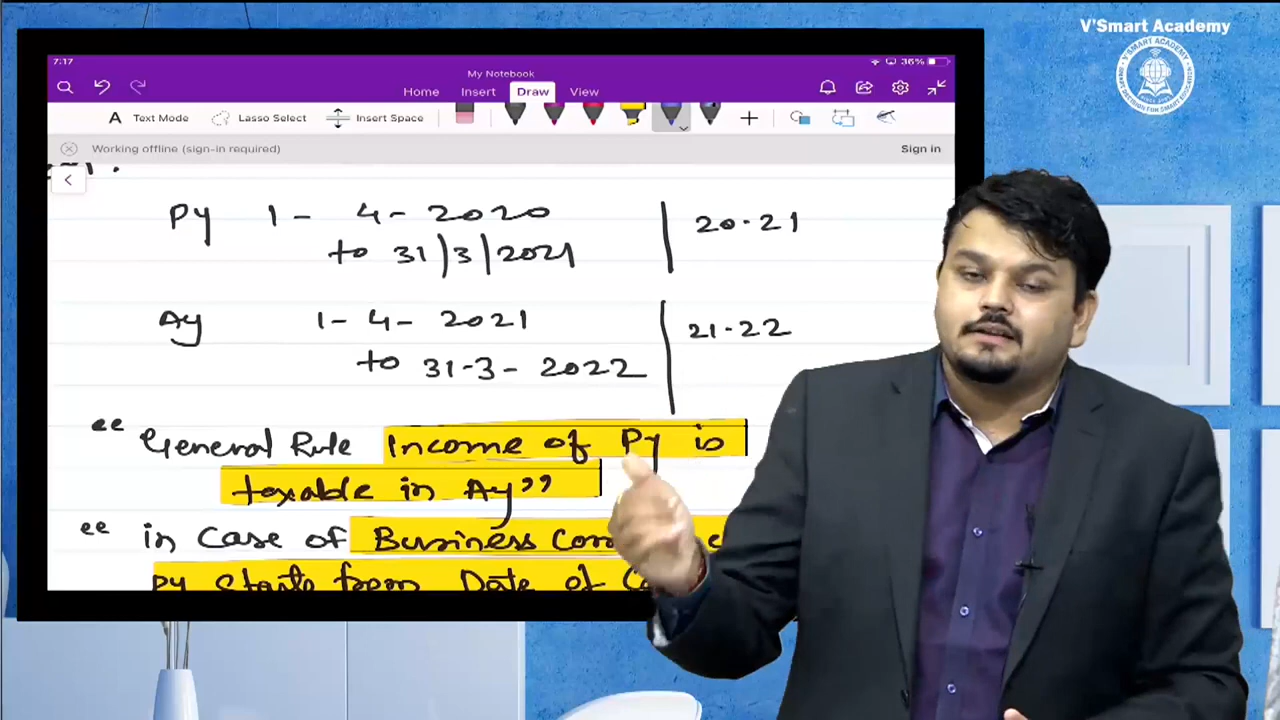 V'Smart Academy
7:17
36%
My Notebook
Home Insert Draw View
Text Mode Lasso Select Insert Space
Working offline (sign-in required) Sign in
Py 1 - 4 - 2020 20.21
to 31/3/2021
Ay 1 - 4 - 2021 21.22
to 31-3-2022
"General Rule Income of Py is
taxable in Ay"
"in Case of Business
Py Starts from Date of